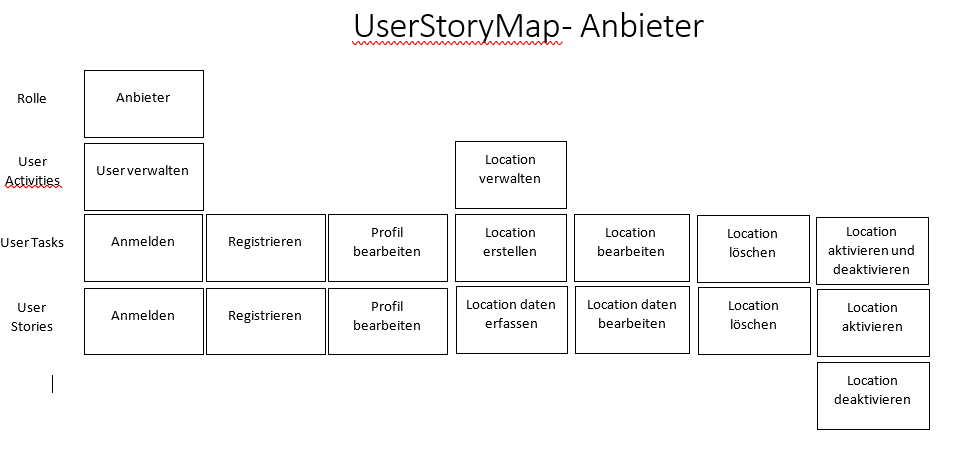 UserStoryMap- Anbieter
Rolle
Anbieter
User
Activities
User verwalten
Location
verwalten
User Tasks
Anmelden
Registrieren
Profil
bearbeiten
Location
erstellen
Location
bearbeiten
Location
löschen
Location
aktivieren und
deaktivieren
User
Stories
Anmelden
Registrieren
Profil
bearbeiten
Location daten
erfassen
Location daten
bearbeiten
Location
löschen
Location
aktivieren
Location
deaktivieren